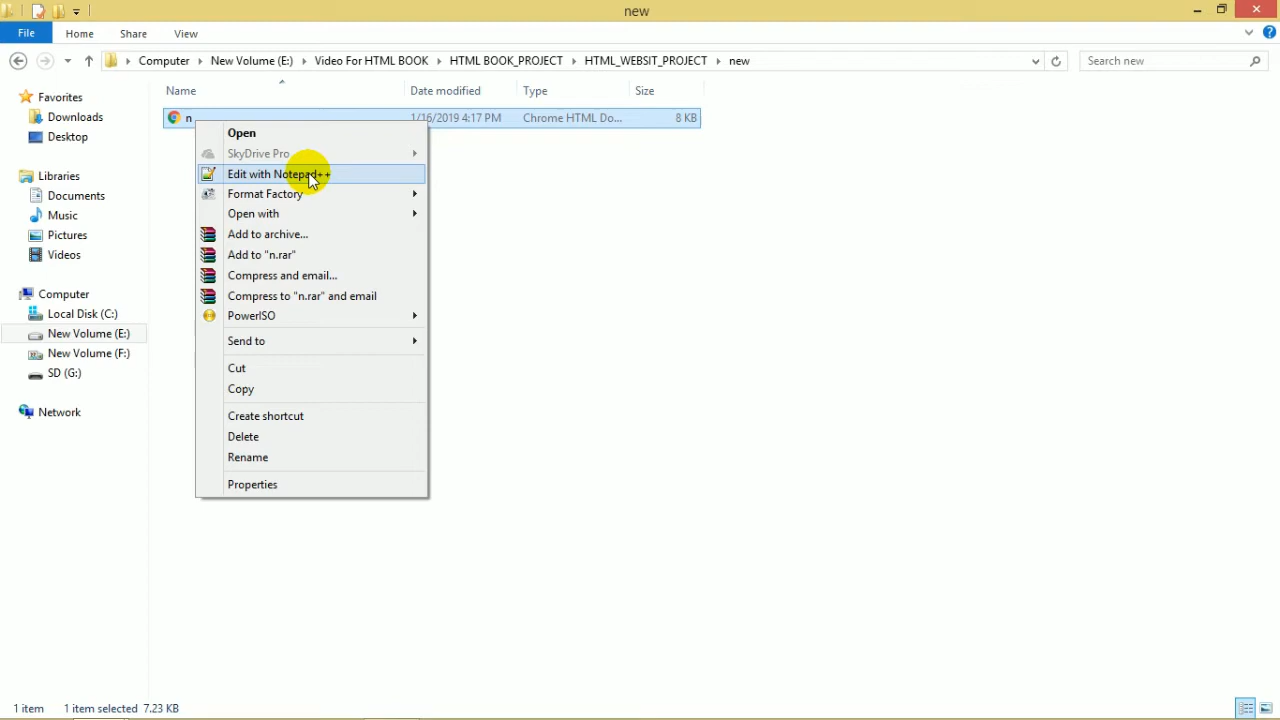 new
File Home Share View
Computer New Volume (E:) Video For HTML BOOK HTML BOOK_PROJECT HTML_WEBSIT_PROJECT new Search new
Name Date modified Type Size
n 1/16/2019 4:17 PM Chrome HTML Do... 8 KB
Favorites
Downloads
Desktop
Libraries
Documents
Music
Pictures
Videos
Computer
Local Disk (C:)
New Volume (E:)
New Volume (F:)
SD (G:)
Network
Open
SkyDrive Pro
Edit with Notepad++
Format Factory
Open with
Add to archive...
Add to "n.rar"
Compress and email...
Compress to "n.rar" and email
PowerISO
Send to
Cut
Copy
Create shortcut
Delete
Rename
Properties
1 item 1 item selected 7.23 KB